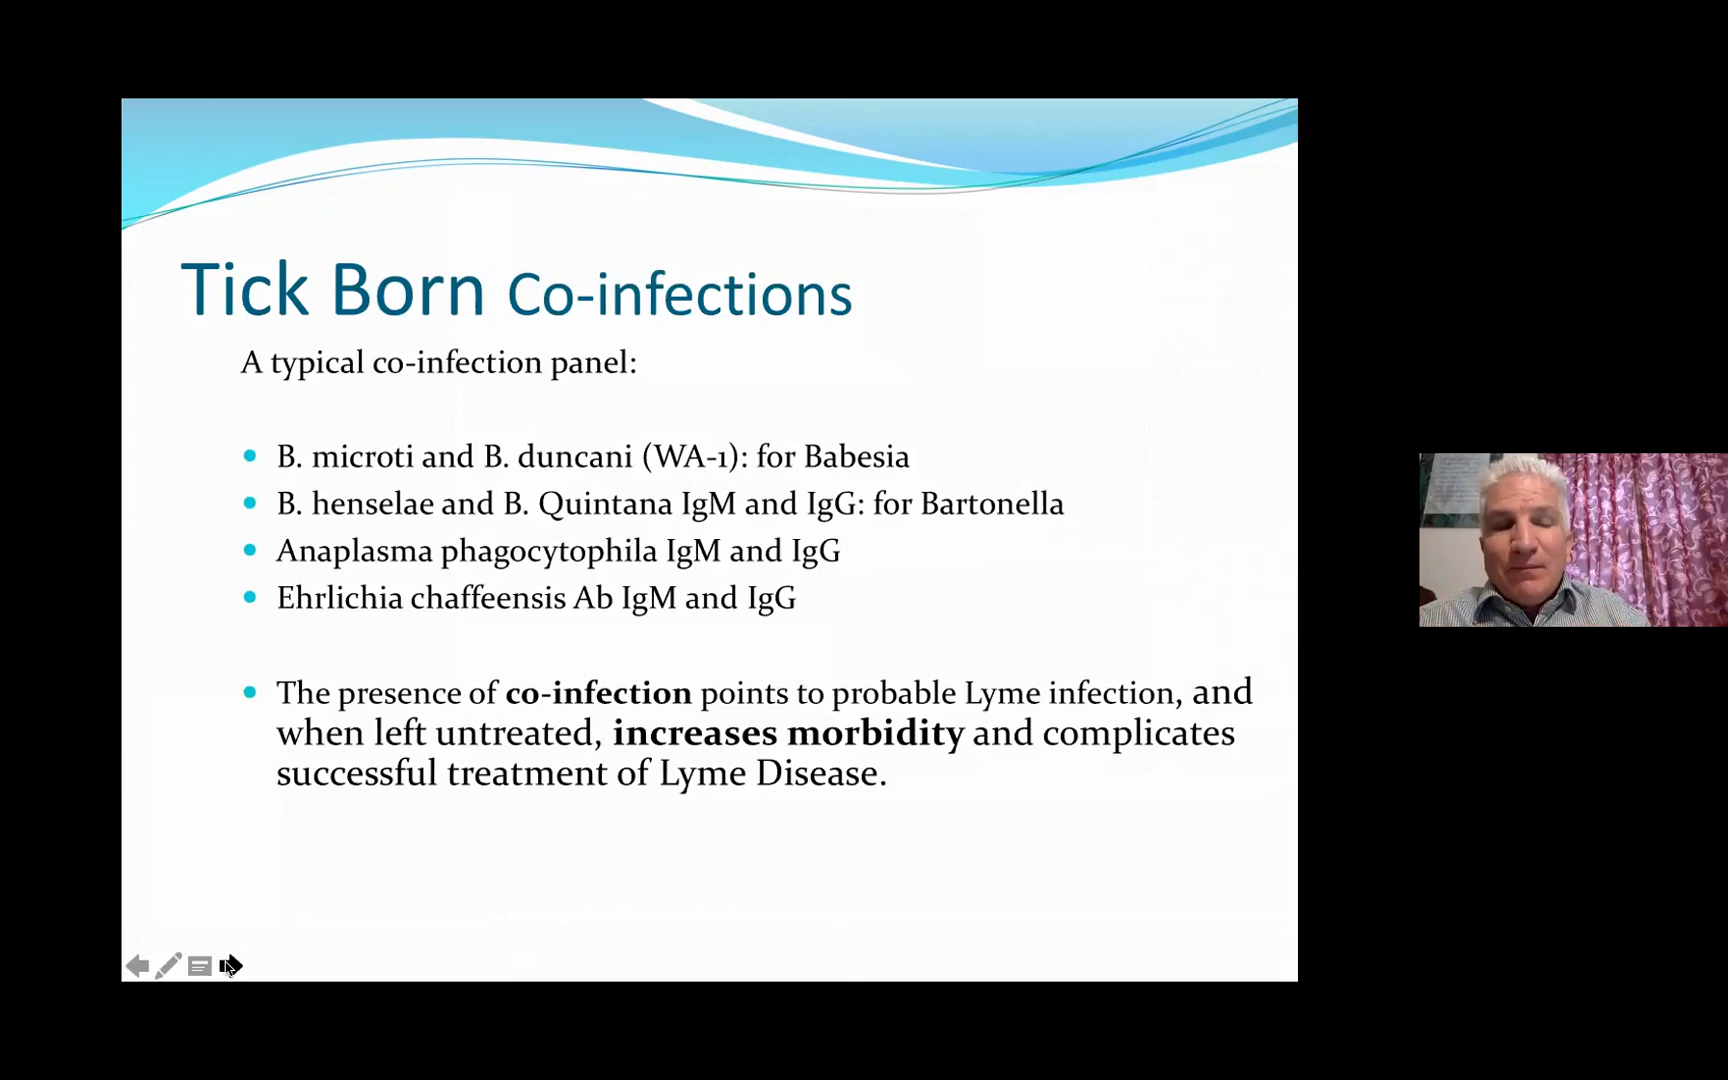 Tick Born Co-infections
A typical co-infection panel:
B. microti and B. duncani (WA-1): for Babesia
B. henselae and B. Quintana IgM and IgG: for Bartonella
Anaplasma phagocytophila IgM and IgG
Ehrlichia chaffeensis Ab IgM and IgG
The presence of co-infection points to probable Lyme infection, and
when left untreated, increases morbidity and complicates
successful treatment of Lyme Disease.